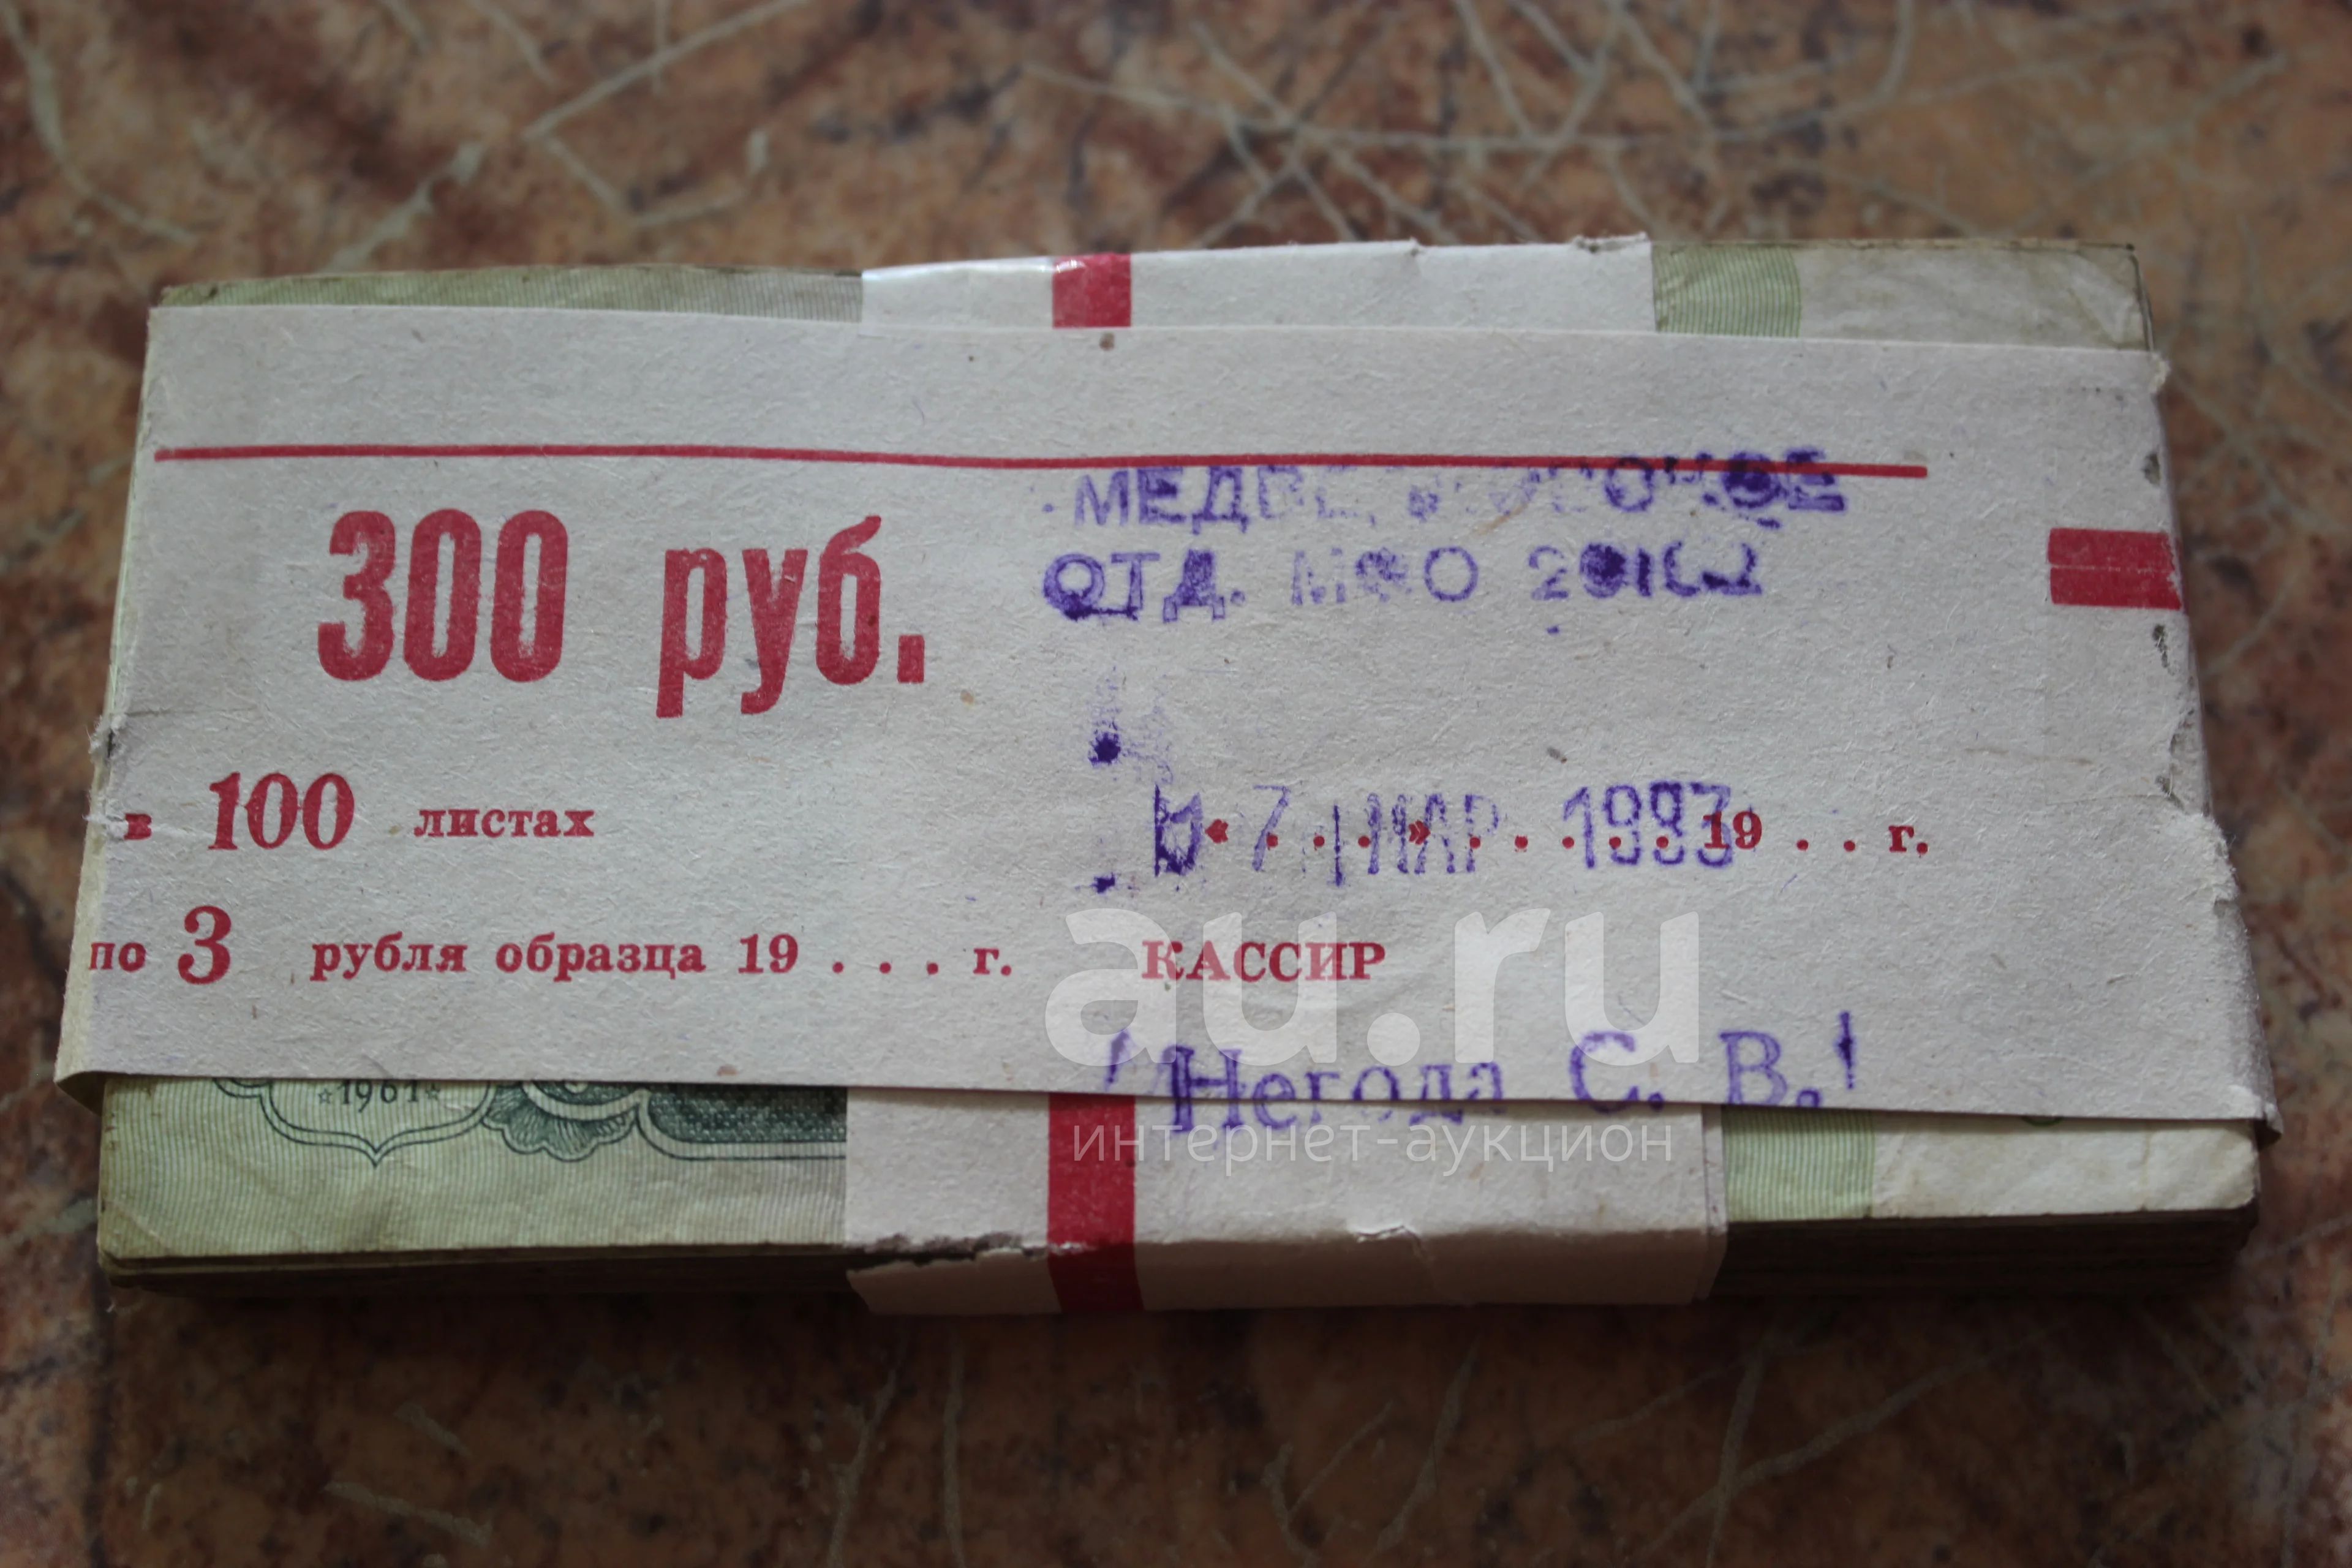 300 руб.
ОТД. МФО
в 100 листах
7 МАР 1993
« . . . . » . . . . . . 19 . . г.
по 3 рубля образца 19 . . . г.
КАССИР
au.ru
Негода С. В.
☆1961☆
интернет-аукцион